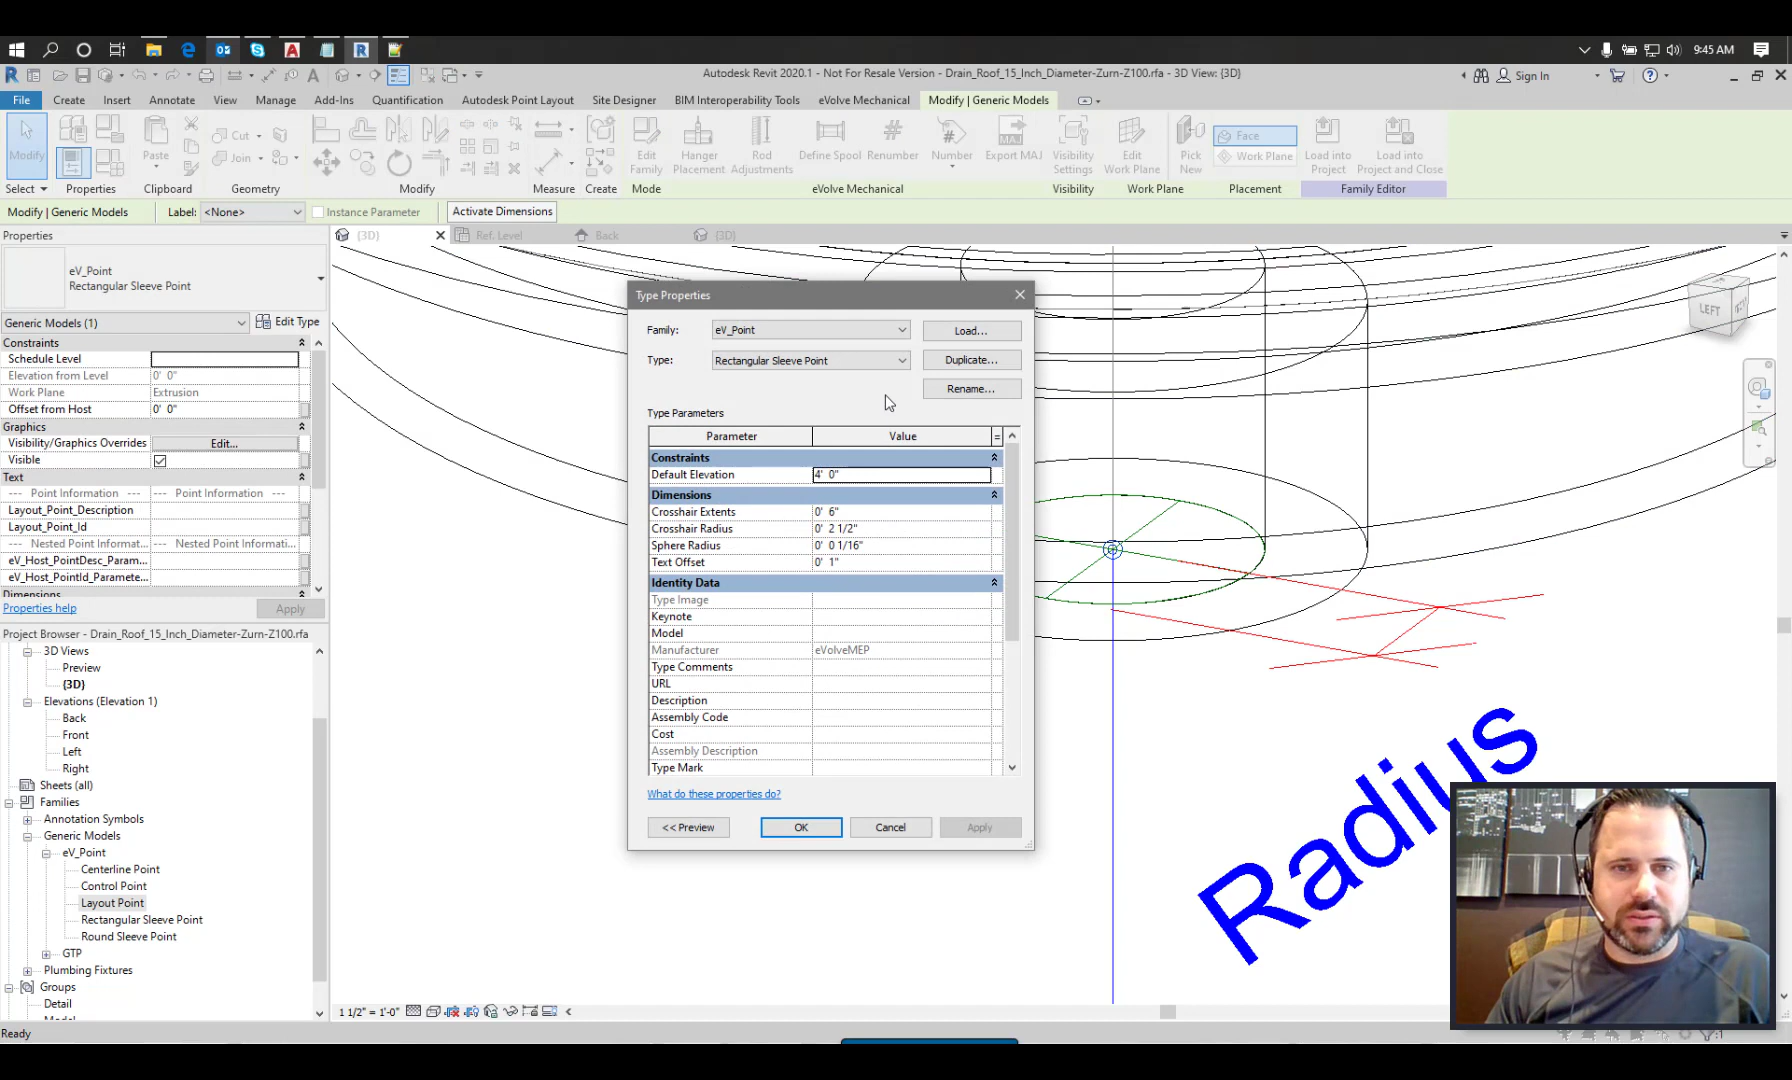 9:45 AM
Autodesk Revit 2020.1 - Not For Resale Version - Drain_Roof_15_Inch_Diameter-Zurn-Z100.rfa - 3D View: {3D}
Sign In
File Create Insert Annotate View Manage Add-Ins Quantification Autodesk Point Layout Site Designer BIM Interoperability Tools eVolve Mechanical Modify | Generic Models
Modify Paste Cut Join Edit Family Hanger Placement Rod Adjustments Define Spool Renumber Number Export MAJ Visibility Settings Edit Work Plane Pick New Face Work Plane Load into Project Load into Project and Close
Select Properties Clipboard Geometry Modify Measure Create Mode eVolve Mechanical Visibility Work Plane Placement Family Editor
Modify | Generic Models Label: <None> Instance Parameter Activate Dimensions
Properties
{3D} Ref. Level Back {3D}
eV_Point
Rectangular Sleeve Point
Generic Models (1) Edit Type
Constraints
Schedule Level
Elevation from Level 0' 0"
Work Plane Extrusion
Offset from Host 0' 0"
Graphics
Visibility/Graphics Overrides Edit...
Visible
Text
--- Point Information --- --- Point Information ---
Layout_Point_Description
Layout_Point_Id
--- Nested Point Informat... --- Nested Point Informati...
eV_Host_PointDesc_Param...
eV_Host_PointId_Paramete...
Dimensions
Properties help Apply
Project Browser - Drain_Roof_15_Inch_Diameter-Zurn-Z100.rfa
3D Views
Preview
{3D}
Elevations (Elevation 1)
Back
Front
Left
Right
Sheets (all)
Families
Annotation Symbols
Generic Models
eV_Point
Centerline Point
Control Point
Layout Point
Rectangular Sleeve Point
Round Sleeve Point
GTP
Plumbing Fixtures
Groups
Detail
Type Properties
Family: eV_Point Load...
Type: Rectangular Sleeve Point Duplicate...
Rename...
Type Parameters
Parameter Value =
Constraints
Default Elevation 4' 0"
Dimensions
Crosshair Extents 0' 6"
Crosshair Radius 0' 2 1/2"
Sphere Radius 0' 0 1/16"
Text Offset 0' 1"
Identity Data
Type Image
Keynote
Model
Manufacturer eVolveMEP
Type Comments
URL
Description
Assembly Code
Cost
Assembly Description
Type Mark
What do these properties do?
<< Preview OK Cancel Apply
LEFT
Radius
1 1/2" = 1'-0"
Ready
:1